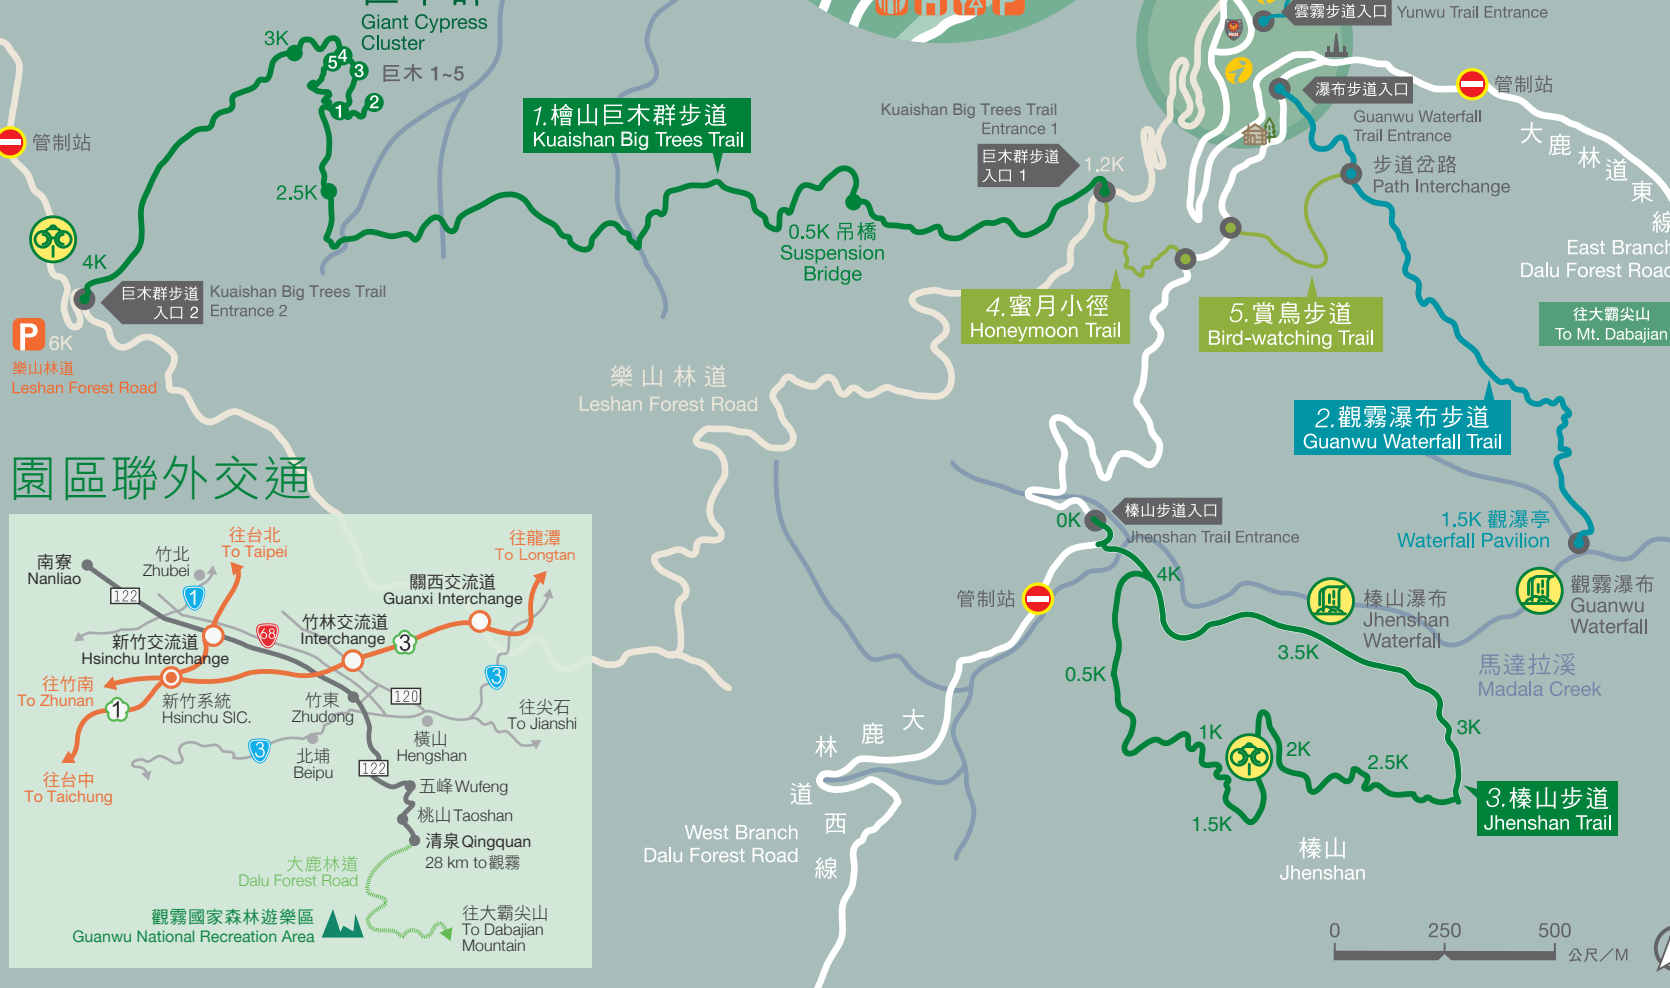 Giant Cypress
Cluster
巨木 1~5
3K
5
4
3
2
1
管制站
2.5K
4K
巨木群步道
入口 2
Kuaishan Big Trees Trail
Entrance 2
P
6K
樂山林道
Leshan Forest Road
1.檜山巨木群步道
Kuaishan Big Trees Trail
0.5K 吊橋
Suspension
Bridge
Kuaishan Big Trees Trail
Entrance 1
巨木群步道
入口 1
1.2K
雲霧步道入口
Yunwu Trail Entrance
瀑布步道入口
Guanwu Waterfall
Trail Entrance
管制站
步道岔路
Path Interchange
大鹿林道東線
East Branch
Dalu Forest Road
往大霸尖山
To Mt. Dabajian
4.蜜月小徑
Honeymoon Trail
5.賞鳥步道
Bird-watching Trail
樂山林道
Leshan Forest Road
2.觀霧瀑布步道
Guanwu Waterfall Trail
1.5K 觀瀑亭
Waterfall Pavilion
觀霧瀑布
Guanwu
Waterfall
榛山瀑布
Jhenshan
Waterfall
馬達拉溪
Madala Creek
0K
榛山步道入口
Jhenshan Trail Entrance
管制站
4K
3.5K
3K
0.5K
1K
2K
2.5K
1.5K
3.榛山步道
Jhenshan Trail
榛山
Jhenshan
大鹿林道西線
West Branch
Dalu Forest Road
0 250 500
公尺／M
園區聯外交通
南寮
Nanliao
122
竹北
Zhubei
1
往台北
To Taipei
往龍潭
To Longtan
關西交流道
Guanxi Interchange
竹林交流道
Interchange
68
3
新竹交流道
Hsinchu Interchange
往竹南
To Zhunan
1
新竹系統
Hsinchu SIC.
竹東
Zhudong
120
3
往尖石
To Jianshi
橫山
Hengshan
北埔
Beipu
3
122
往台中
To Taichung
五峰 Wufeng
桃山 Taoshan
清泉 Qingquan
28 km to 觀霧
大鹿林道
Dalu Forest Road
觀霧國家森林遊樂區
Guanwu National Recreation Area
往大霸尖山
To Dabajian
Mountain